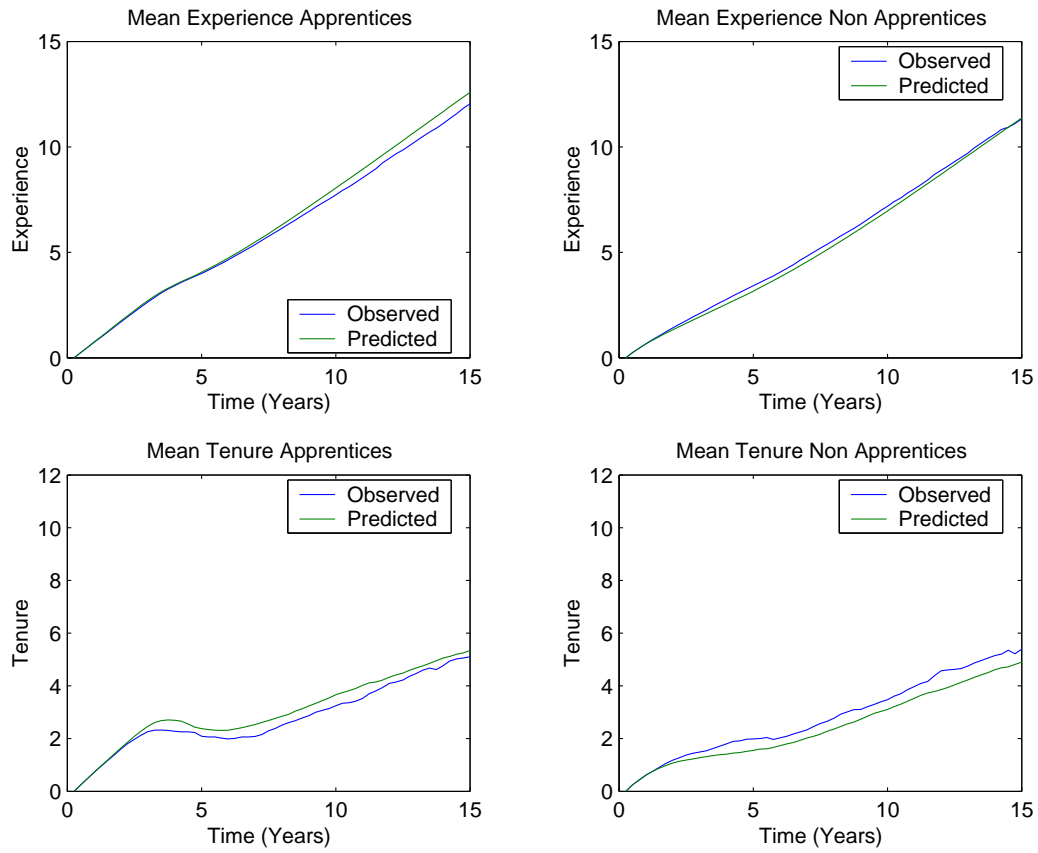 Mean Experience Apprentices
15
10
5
0
Experience
Observed
Predicted
0 5 10 15
Time (Years)
Mean Experience Non Apprentices
15
10
5
0
Experience
Observed
Predicted
0 5 10 15
Time (Years)
Mean Tenure Apprentices
12
10
8
6
4
2
0
Tenure
Observed
Predicted
0 5 10 15
Time (Years)
Mean Tenure Non Apprentices
12
10
8
6
4
2
0
Tenure
Observed
Predicted
0 5 10 15
Time (Years)